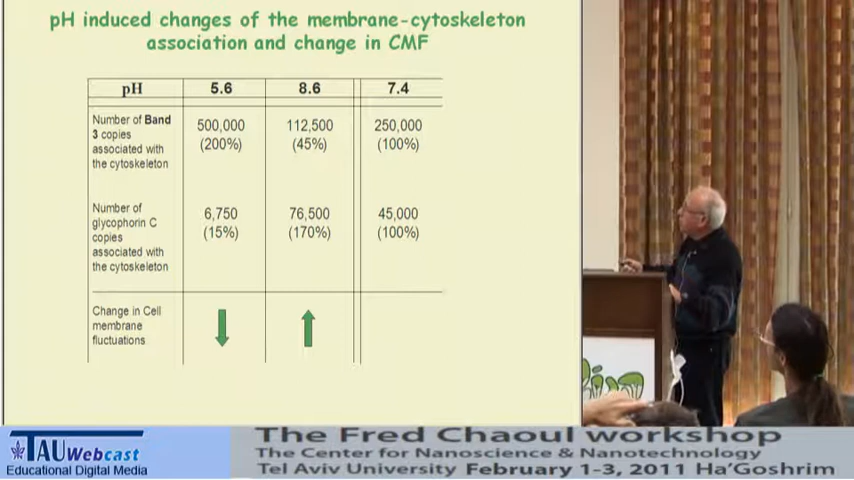 pH induced changes of the membrane-cytoskeleton
association and change in CMF
pH 5.6 8.6 7.4
Number of Band
3 copies
associated with
the cytoskeleton
500,000
(200%)
112,500
(45%)
250,000
(100%)
Number of
glycophorin C
copies
associated with
the cytoskeleton
6,750
(15%)
76,500
(170%)
45,000
(100%)
Change in Cell
membrane
fluctuations
TAU Webcast
Educational Digital Media
The Fred Chaoul workshop
The Center for Nanoscience & Nanotechnology
Tel Aviv University February 1-3, 2011 Ha'Goshrim